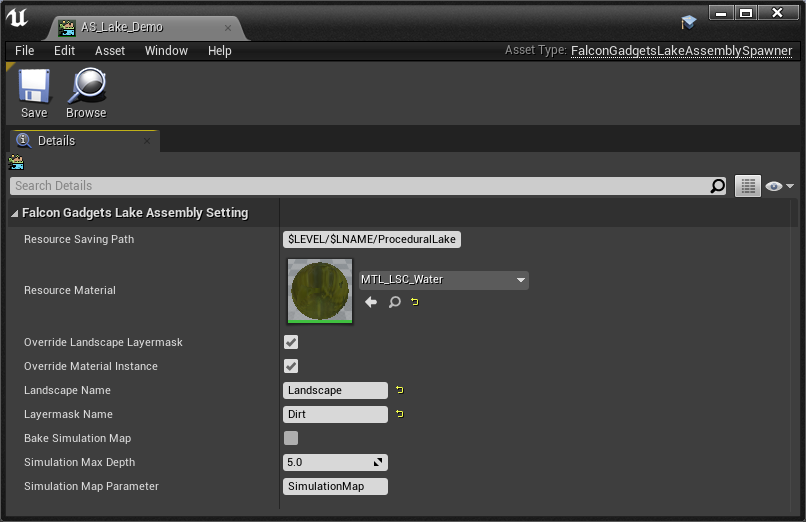 AS_Lake_Demo
File Edit Asset Window Help Asset Type: FalconGadgetsLakeAssemblySpawner
Save Browse
Details
Search Details
Falcon Gadgets Lake Assembly Setting
Resource Saving Path $LEVEL/$LNAME/ProceduralLake
Resource Material MTL_LSC_Water
Override Landscape Layermask
Override Material Instance
Landscape Name Landscape
Layermask Name Dirt
Bake Simulation Map
Simulation Max Depth 5.0
Simulation Map Parameter SimulationMap